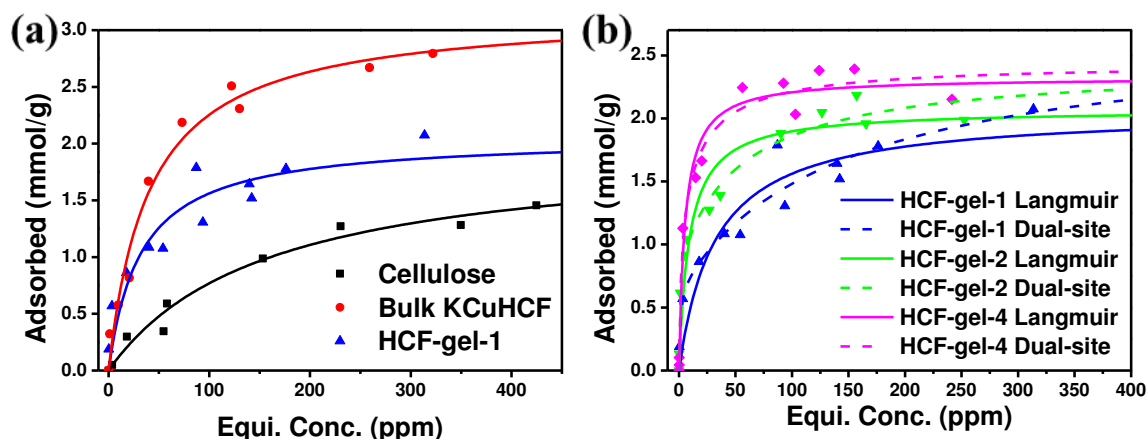 (a)
3.0
2.5
2.0
1.5
1.0
0.5
0.0
Adsorbed (mmol/g)
Cellulose
Bulk KCuHCF
HCF-gel-1
0 100 200 300 400
Equi. Conc. (ppm)
(b)
2.5
2.0
1.5
1.0
0.5
0.0
Adsorbed (mmol/g)
HCF-gel-1 Langmuir
HCF-gel-1 Dual-site
HCF-gel-2 Langmuir
HCF-gel-2 Dual-site
HCF-gel-4 Langmuir
HCF-gel-4 Dual-site
0 50 100 150 200 250 300 350 400
Equi. Conc. (ppm)